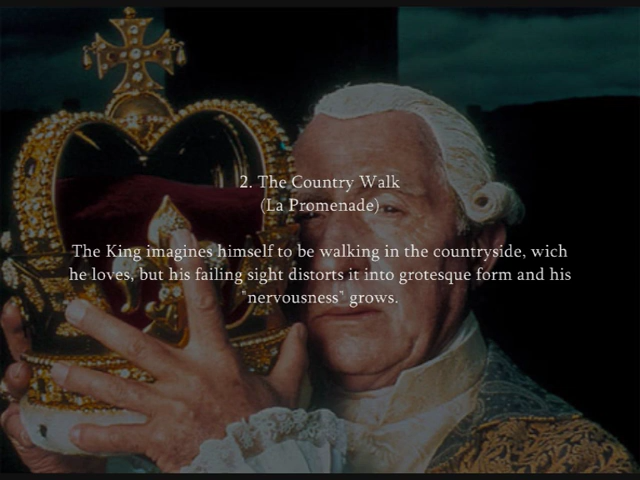 2. The Country Walk
(La Promenade)
The King imagines himself to be walking in the countryside, wich
he loves, but his failing sight distorts it into grotesque form and his
"nervousness" grows.